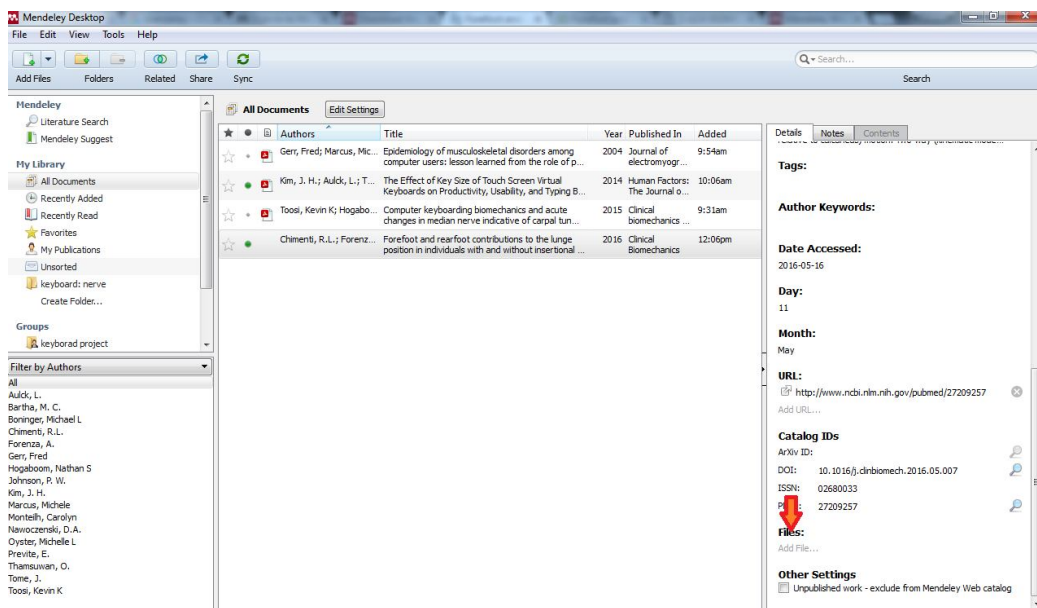 Mendeley Desktop
File Edit View Tools Help
Add Files Folders Related Share Sync
Search...
Search
Mendeley
Literature Search
Mendeley Suggest
My Library
All Documents
Recently Added
Recently Read
Favorites
My Publications
Unsorted
keyboard: nerve
Create Folder...
Groups
keyborad project
Filter by Authors
All
Aulck, L.
Bartha, M. C.
Boninger, Michael L
Chimenti, R.L.
Forenza, A.
Gerr, Fred
Hogaboom, Nathan S
Johnson, P. W.
Kim, J. H.
Marcus, Michele
Monteilh, Carolyn
Nawoczenski, D.A.
Oyster, Michelle L
Previte, E.
Thamsuwan, O.
Tome, J.
Toosi, Kevin K
All Documents Edit Settings
Authors Title Year Published In Added
Gerr, Fred; Marcus, Mic... Epidemiology of musculoskeletal disorders among 2004 Journal of 9:54am
computer users: lesson learned from the role of p... electromyogr...
Kim, J. H.; Aulck, L.; T... The Effect of Key Size of Touch Screen Virtual 2014 Human Factors: 10:06am
Keyboards on Productivity, Usability, and Typing B... The Journal o...
Toosi, Kevin K; Hogabo... Computer keyboarding biomechanics and acute 2015 Clinical 9:31am
changes in median nerve indicative of carpal tun... biomechanics ...
Chimenti, R.L.; Forenz... Forefoot and rearfoot contributions to the lunge 2016 Clinical 12:06pm
position in individuals with and without insertional ... Biomechanics
Details Notes Contents
Tags:
Author Keywords:
Date Accessed:
2016-05-16
Day:
11
Month:
May
URL:
http://www.ncbi.nlm.nih.gov/pubmed/27209257
Add URL...
Catalog IDs
ArXiv ID:
DOI: 10.1016/j.clinbiomech.2016.05.007
ISSN: 02680033
27209257
Files:
Add File...
Other Settings
Unpublished work - exclude from Mendeley Web catalog